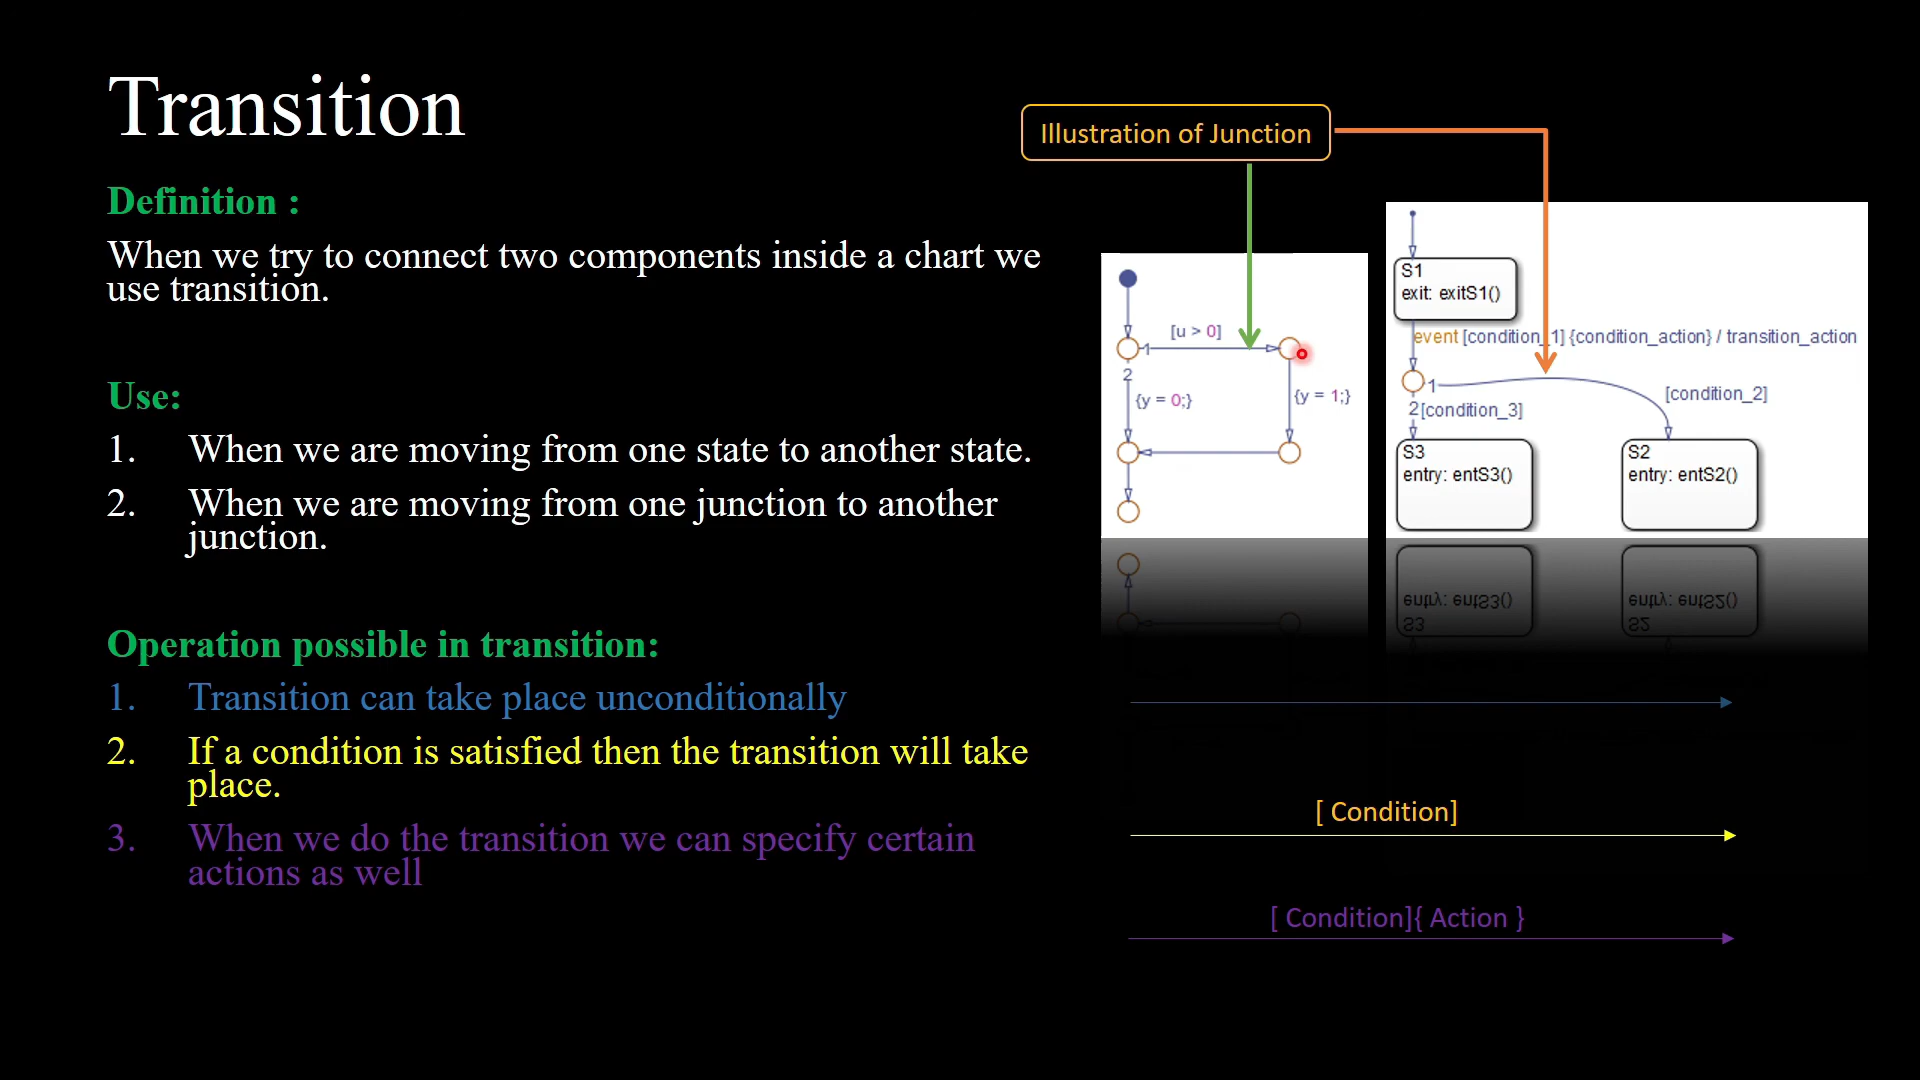 Transition
Definition :
When we try to connect two components inside a chart we
use transition.
Use:
1. When we are moving from one state to another state.
2. When we are moving from one junction to another
junction.
Operation possible in transition:
1. Transition can take place unconditionally
2. If a condition is satisfied then the transition will take
place.
3. When we do the transition we can specify certain
actions as well
Illustration of Junction
[u > 0]
1
2
{y = 0;}
{y = 1;}
S1
exit: exitS1()
event [condition_1] {condition_action} / transition_action
1
[condition_2]
2 [condition_3]
S3
entry: entS3()
S2
entry: entS2()
[ Condition]
[ Condition]{ Action }